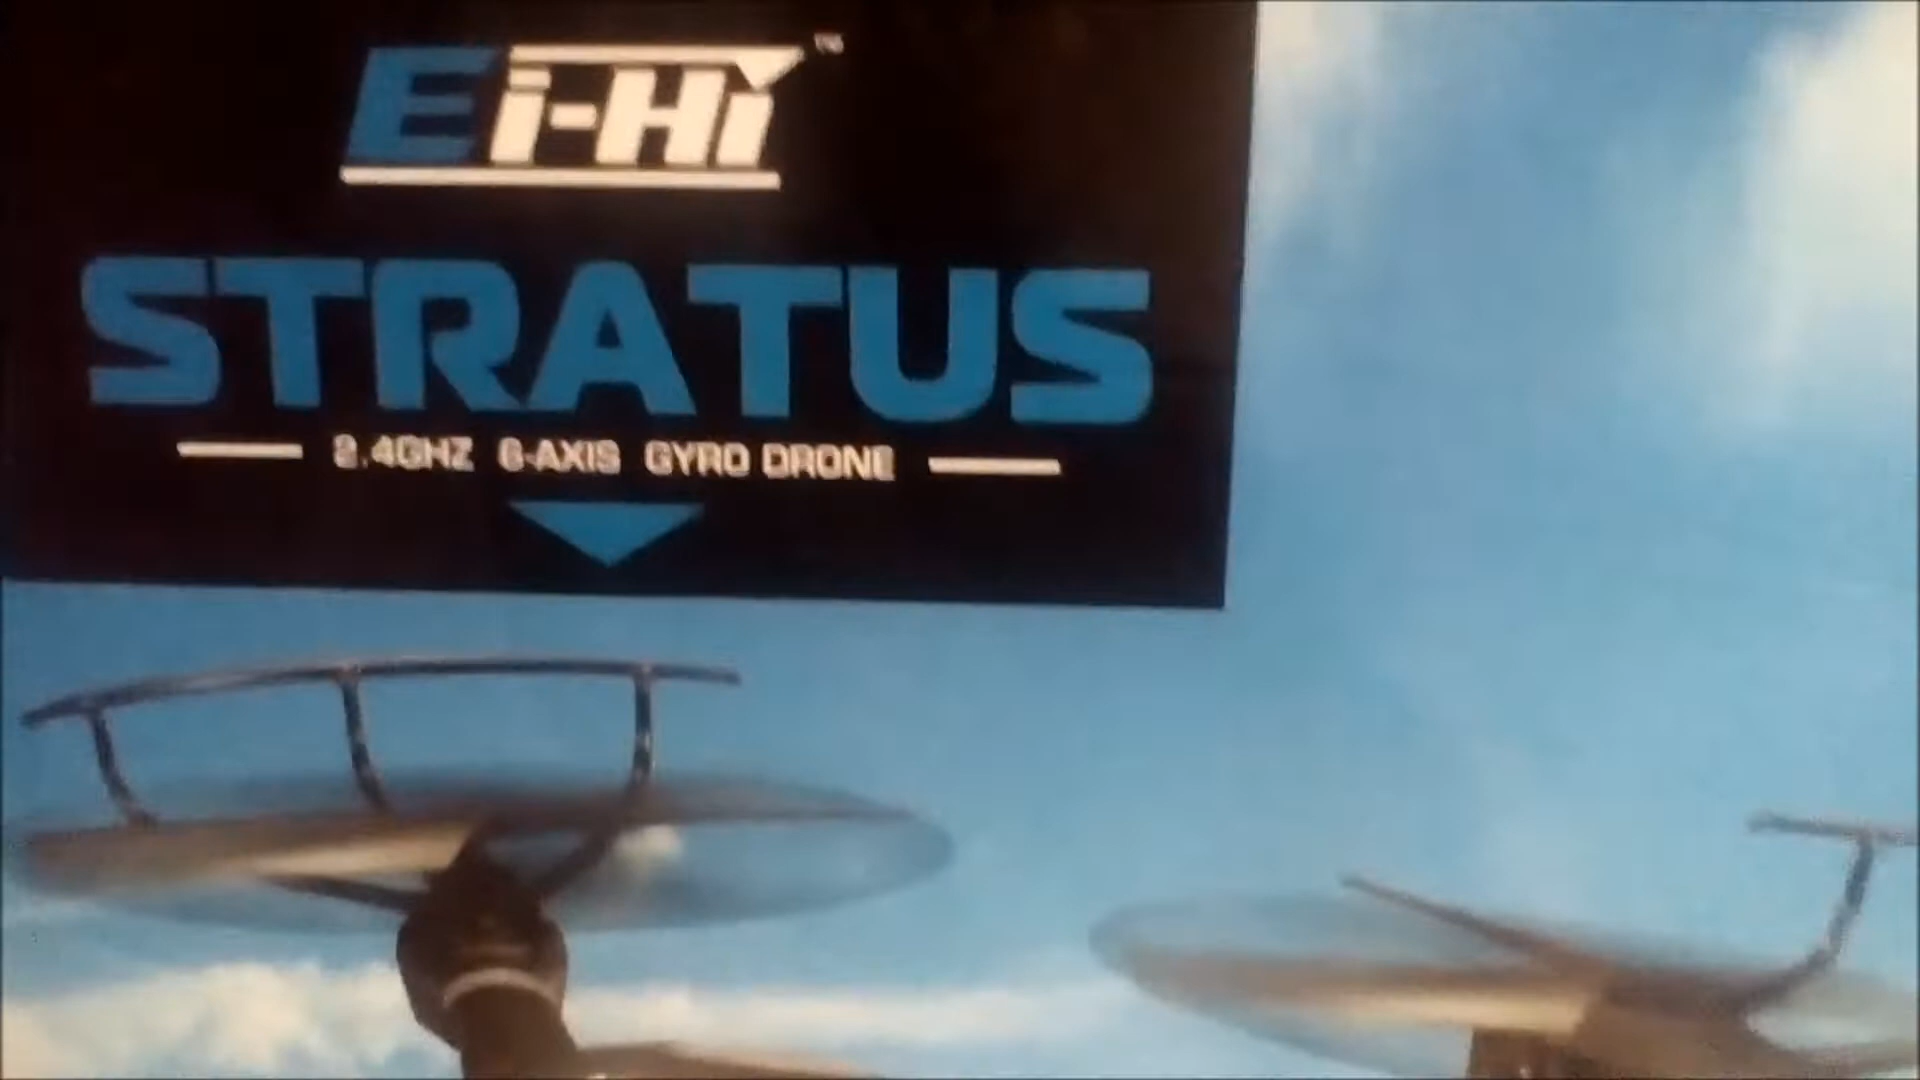 Ei-Hi™
STRATUS
2.4GHZ 6-AXIS GYRO DRONE